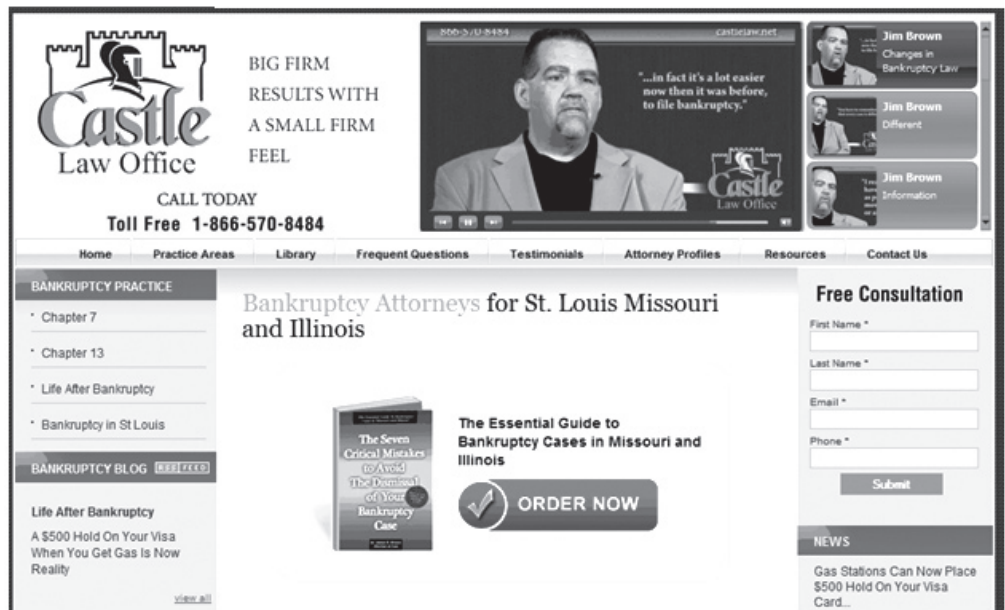 Castle
Law Office
BIG FIRM
RESULTS WITH
A SMALL FIRM
FEEL
CALL TODAY
Toll Free 1-866-570-8484
866-570-8484
castlelaw.net
"...in fact it's a lot easier
now then it was before,
to file bankruptcy."
Castle
Law Office
Jim Brown
Changes in
Bankruptcy Law
Jim Brown
Different
Jim Brown
Information
Home Practice Areas Library Frequent Questions Testimonials Attorney Profiles Resources Contact Us
BANKRUPTCY PRACTICE
Chapter 7
Chapter 13
Life After Bankruptcy
Bankruptcy in St Louis
BANKRUPTCY BLOG RSS FEED
Life After Bankruptcy
A $500 Hold On Your Visa
When You Get Gas Is Now
Reality
view all
Bankruptcy Attorneys for St. Louis Missouri
and Illinois
The Seven
Critical Mistakes
to Avoid
The Dismissal
of Your
Bankruptcy
Case
The Essential Guide to
Bankruptcy Cases in Missouri and
Illinois
ORDER NOW
Free Consultation
First Name *
Last Name *
Email *
Phone *
Submit
NEWS
Gas Stations Can Now Place
$500 Hold On Your Visa
Card...